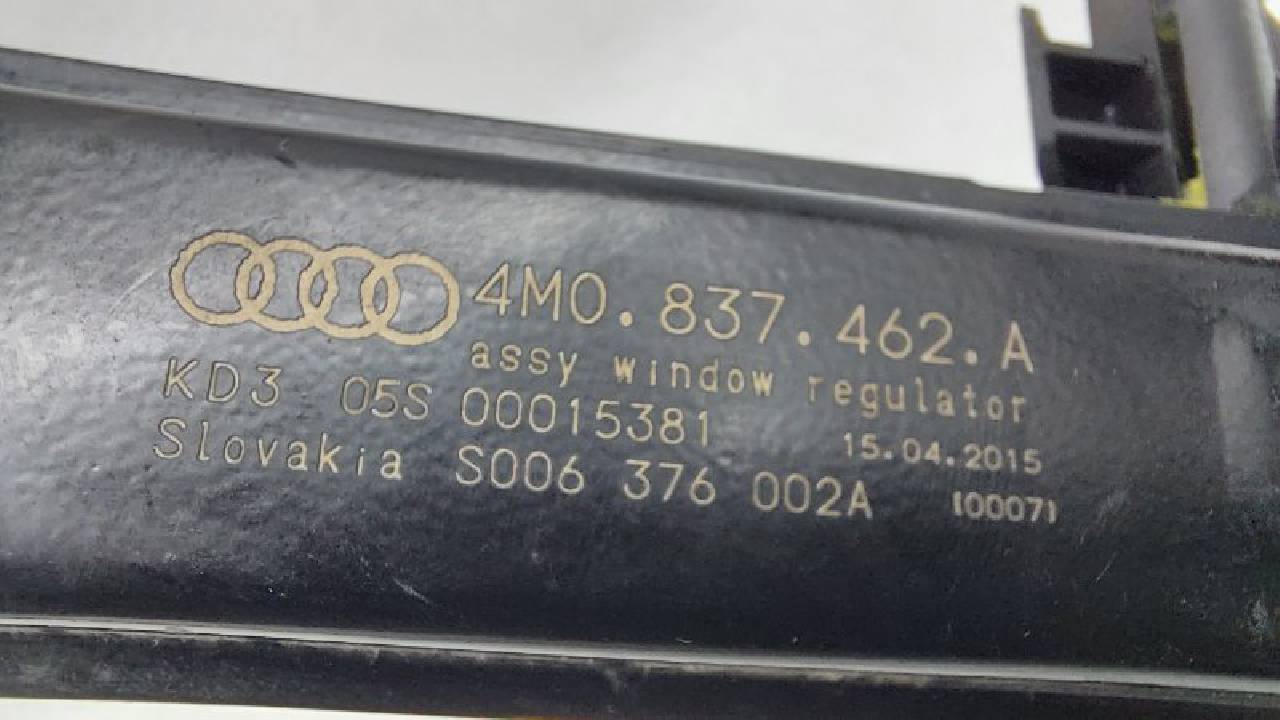 4M0.837.462.A
assy window regulator
KD3 05S 00015381 15.04.2015
Slovakia S006 376 002A (00071)